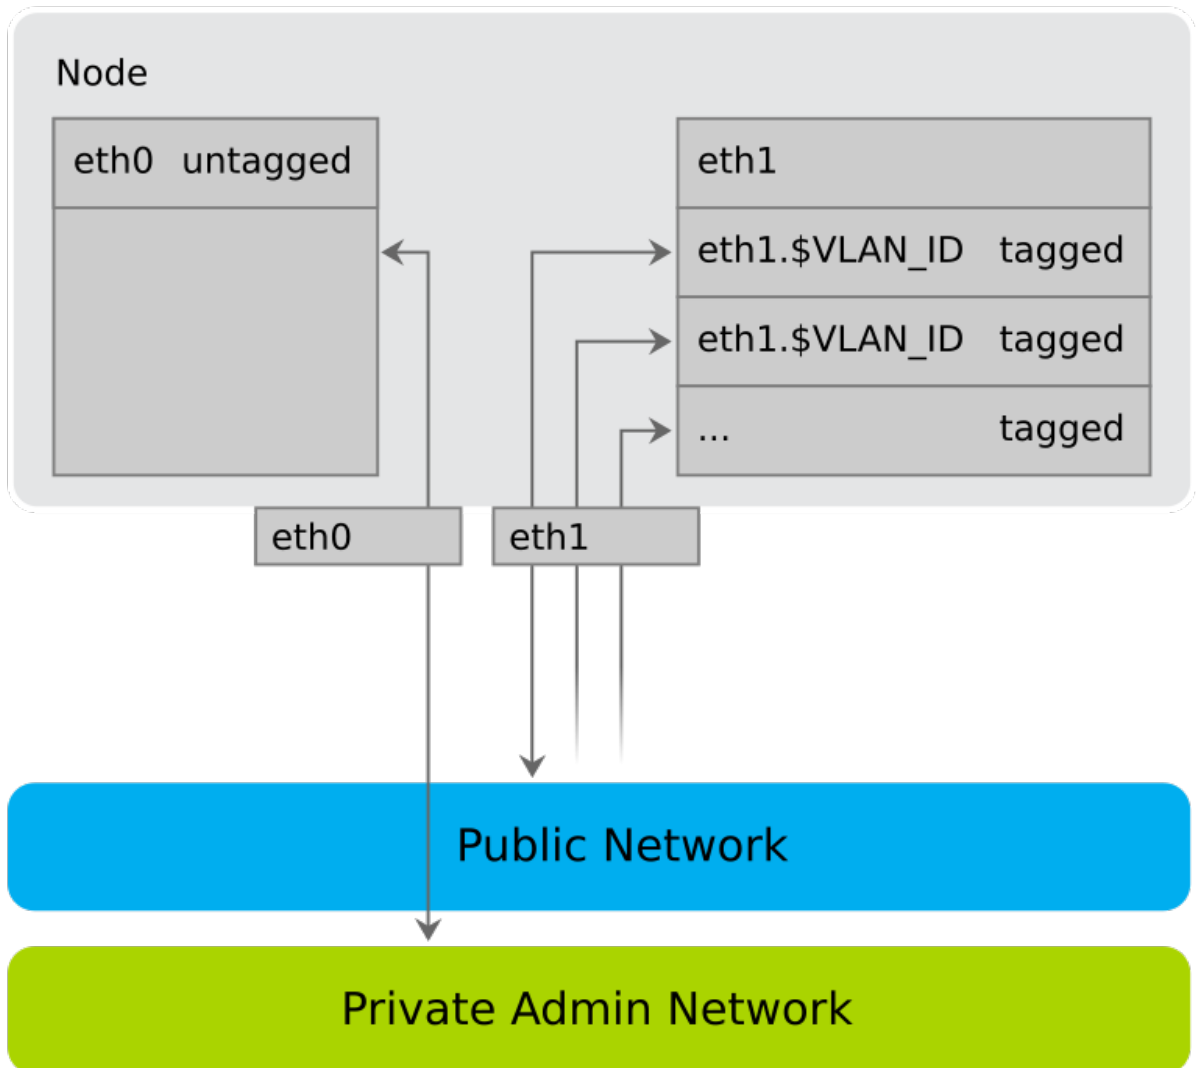 Node
eth0 untagged
eth1
eth1.$VLAN_ID tagged
eth1.$VLAN_ID tagged
... tagged
eth0
eth1
Public Network
Private Admin Network